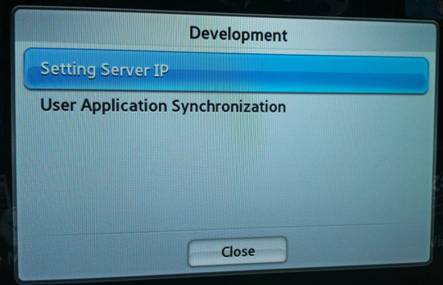 Development
Setting Server IP
User Application Synchronization
Close